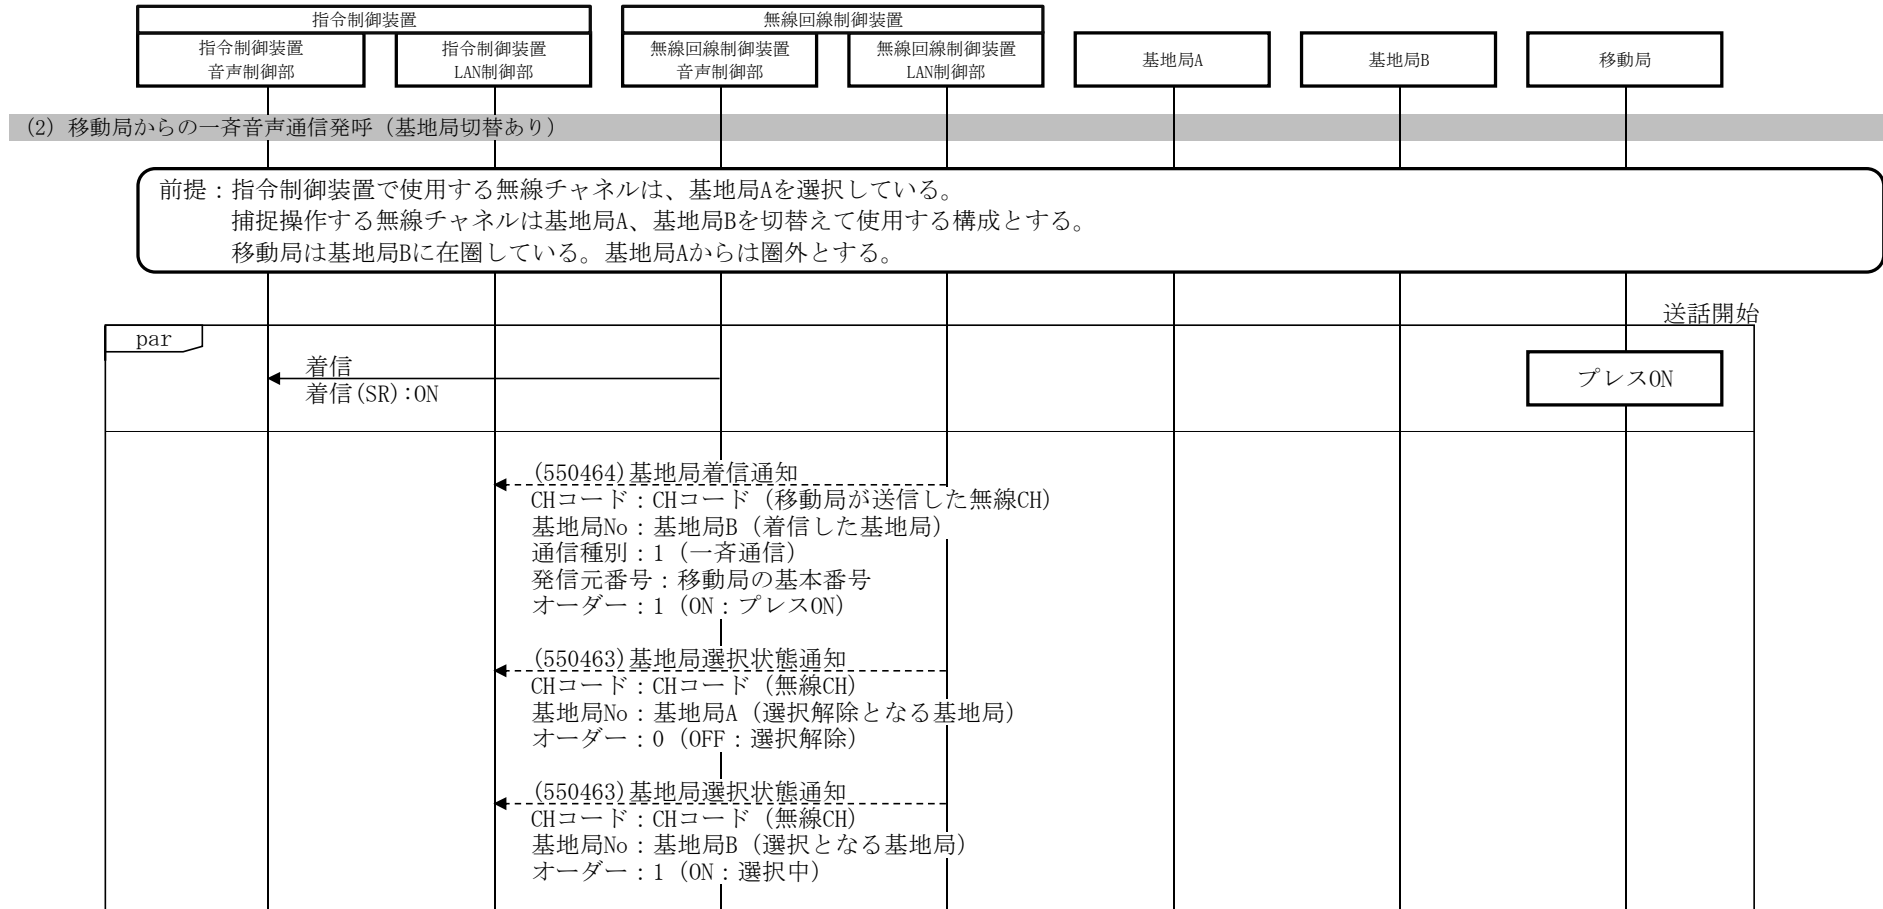 指令制御装置
無線回線制御装置
指令制御装置
音声制御部
指令制御装置
LAN制御部
無線回線制御装置
音声制御部
無線回線制御装置
LAN制御部
基地局A
基地局B
移動局
(2) 移動局からの一斉音声通信発呼（基地局切替あり）
前提：指令制御装置で使用する無線チャネルは、基地局Aを選択している。
捕捉操作する無線チャネルは基地局A、基地局Bを切替えて使用する構成とする。
移動局は基地局Bに在圏している。基地局Aからは圏外とする。
送話開始
par
着信
着信(SR):ON
プレスON
(550464)基地局着信通知
CHコード：CHコード（移動局が送信した無線CH）
基地局No：基地局B（着信した基地局）
通信種別：1（一斉通信）
発信元番号：移動局の基本番号
オーダー：1（ON：プレスON）
(550463)基地局選択状態通知
CHコード：CHコード（無線CH）
基地局No：基地局A（選択解除となる基地局）
オーダー：0（OFF：選択解除）
(550463)基地局選択状態通知
CHコード：CHコード（無線CH）
基地局No：基地局B（選択となる基地局）
オーダー：1（ON：選択中）